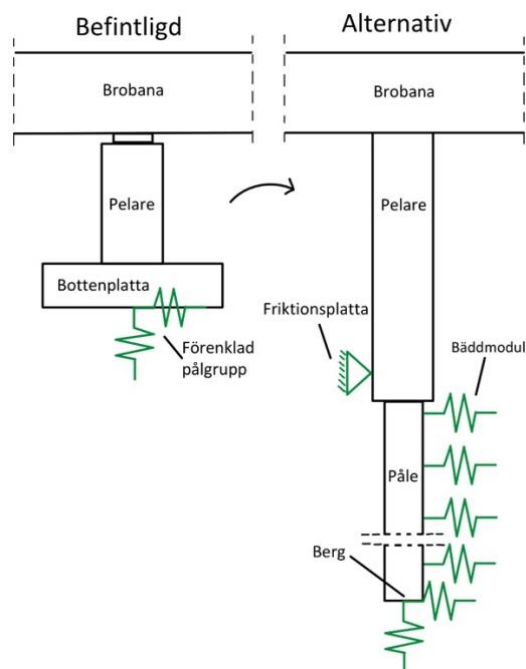 Befintligd
Alternativ
Brobana
Brobana
Pelare
Pelare
Bottenplatta
Friktionsplatta
Förenklad
pålgrupp
Bäddmodul
Påle
Berg